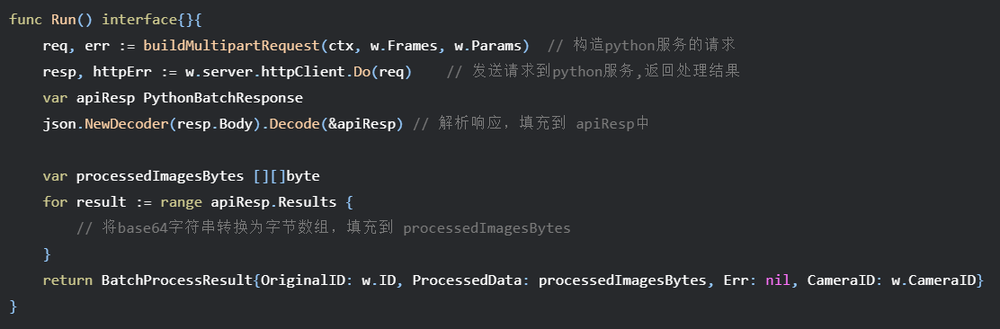 func Run() interface{}{
    req, err := buildMultipartRequest(ctx, w.Frames, w.Params)  // 构造python服务的请求
    resp, httpErr := w.server.httpClient.Do(req)    // 发送请求到python服务,返回处理结果
    var apiResp PythonBatchResponse
    json.NewDecoder(resp.Body).Decode(&apiResp) // 解析响应，填充到 apiResp中

    var processedImagesBytes [][]byte
    for result := range apiResp.Results {
        // 将base64字符串转换为字节数组，填充到 processedImagesBytes
    }
    return BatchProcessResult{OriginalID: w.ID, ProcessedData: processedImagesBytes, Err: nil, CameraID: w.CameraID}
}